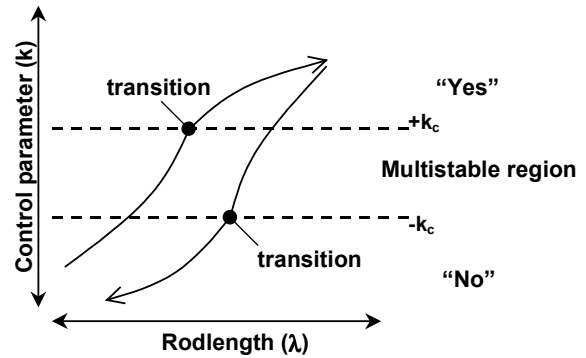 “Yes”
transition
+kc
Control parameter (k)
Multistable region
-kc
transition
“No”
Rodlength (λ)